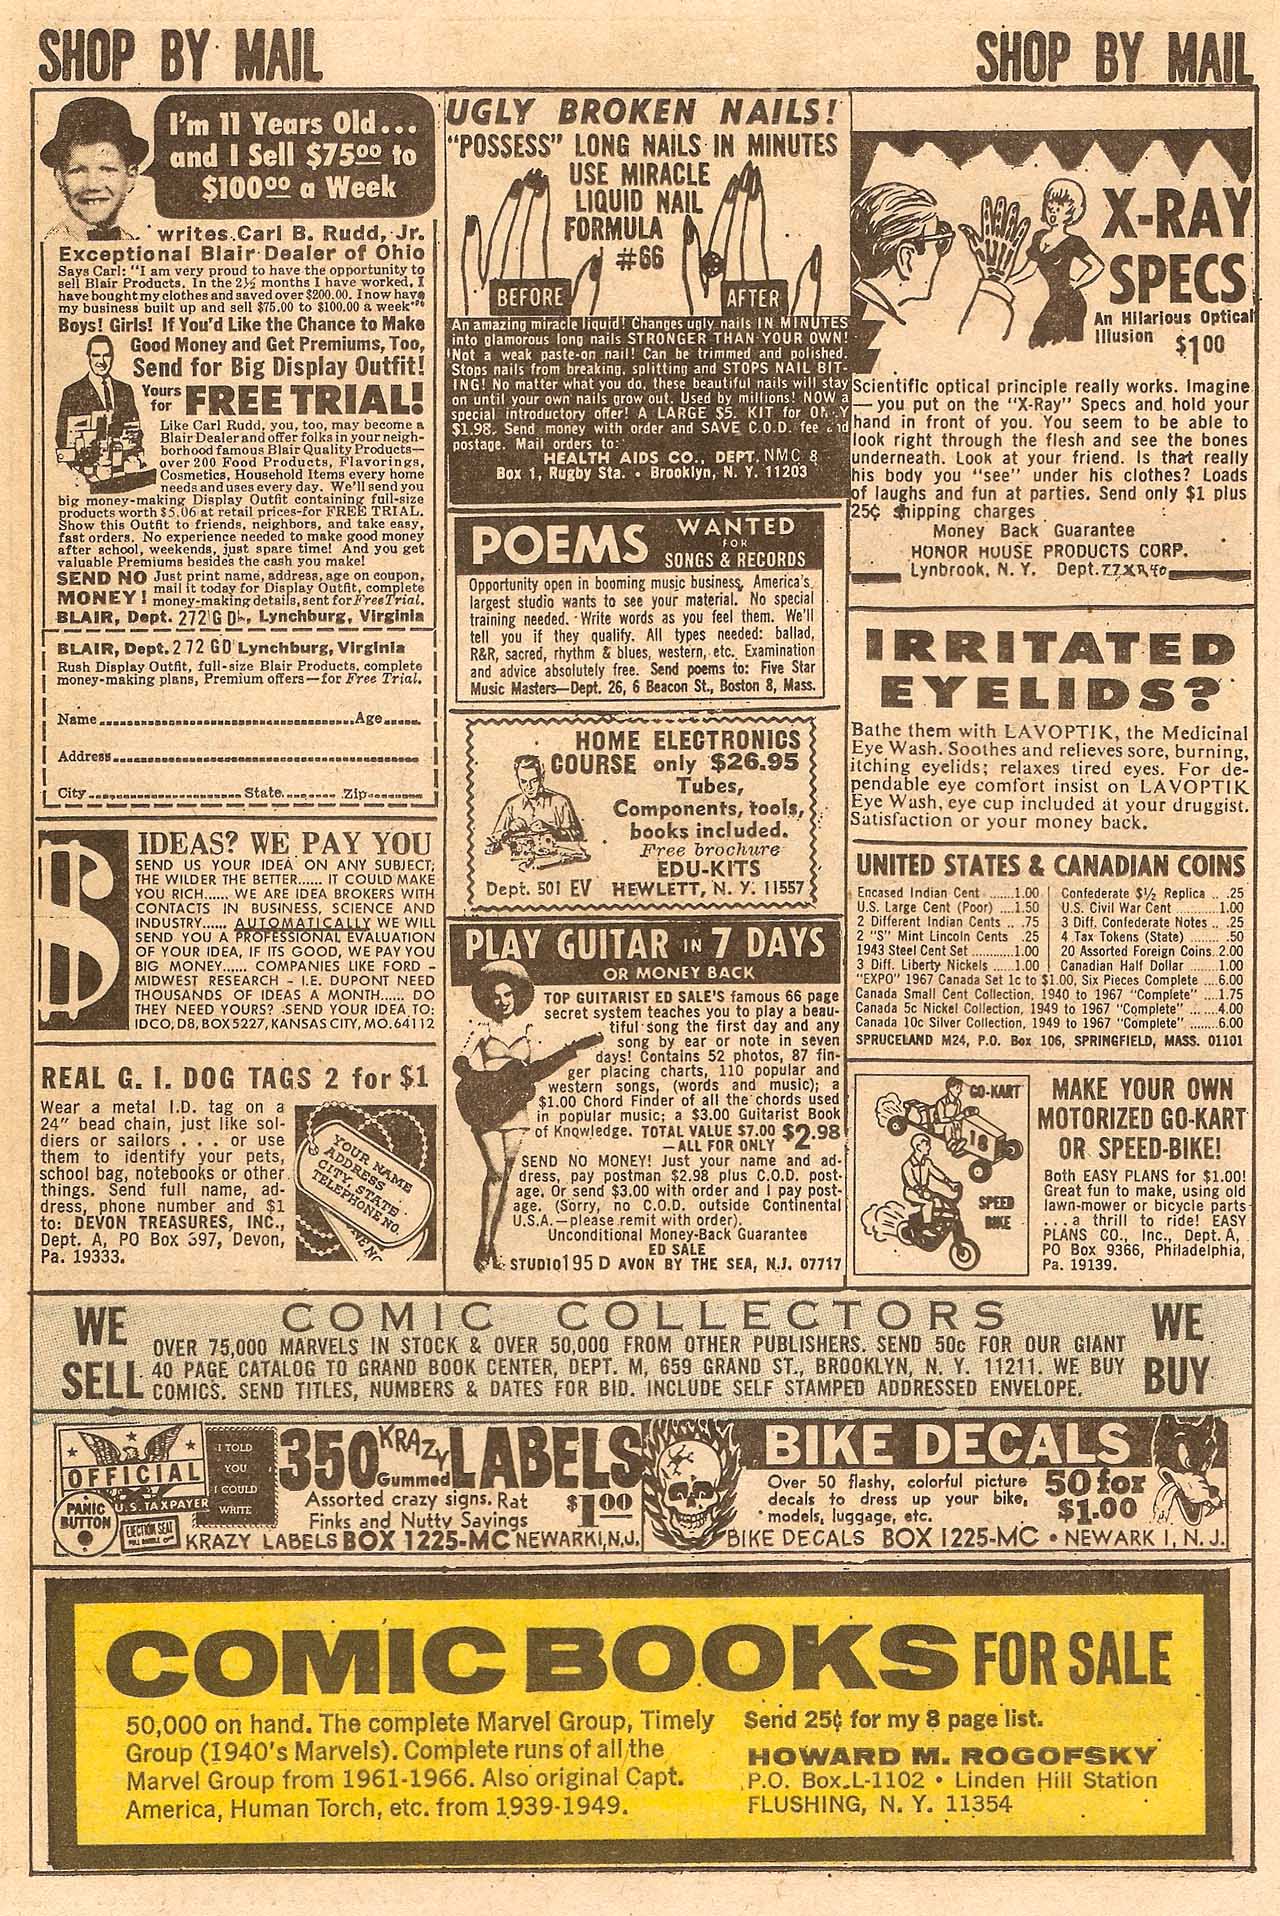 SHOP BY MAIL
SHOP BY MAIL
I'm 11 Years Old...
and I Sell $75.00 to
$100.00 a Week
writes Carl B. Rudd, Jr.
Exceptional Blair Dealer of Ohio
Says Carl: "I am very proud to have the opportunity to
sell Blair Products. In the 2½ months I have worked, I
have bought my clothes and saved over $200.00. I now have
my business built up and sell $75.00 to $100.00 a week"
Boys! Girls! If You'd Like the Chance to Make
Good Money and Get Premiums, Too,
Send for Big Display Outfit!
Yours for FREE TRIAL!
Like Carl Rudd, you, too, may become a
Blair Dealer and offer folks in your neigh-
borhood famous Blair Quality Products—
over 200 Food Products, Flavorings,
Cosmetics, Household Items every home
needs and uses every day. We'll send you
big money-making Display Outfit containing full-size
products worth $5.06 at retail prices-for FREE TRIAL.
Show this Outfit to friends, neighbors, and take easy,
fast orders. No experience needed to make good money
after school, weekends, just spare time! And you get
valuable Premiums besides the cash you make!
SEND NO MONEY! Just print name, address, age on coupon,
mail it today for Display Outfit, complete
money-making details, sent for Free Trial.
BLAIR, Dept. 272 GD, Lynchburg, Virginia
BLAIR, Dept. 272 GD Lynchburg, Virginia
Rush Display Outfit, full-size Blair Products, complete
money-making plans, Premium offers—for Free Trial.
Name Age
Address
City State Zip
$ IDEAS? WE PAY YOU
SEND US YOUR IDEA ON ANY SUBJECT;
THE WILDER THE BETTER...... IT COULD MAKE
YOU RICH...... WE ARE IDEA BROKERS WITH
CONTACTS IN BUSINESS, SCIENCE AND
INDUSTRY...... AUTOMATICALLY WE WILL
SEND YOU A PROFESSIONAL EVALUATION
OF YOUR IDEA, IF ITS GOOD, WE PAY YOU
BIG MONEY...... COMPANIES LIKE FORD -
MIDWEST RESEARCH - I.E. DUPONT NEED
THOUSANDS OF IDEAS A MONTH...... DO
THEY NEED YOURS? SEND YOUR IDEA TO:
IDCO, D8, BOX 5227, KANSAS CITY, MO. 64112
REAL G. I. DOG TAGS 2 for $1
Wear a metal I.D. tag on a
24" bead chain, just like sol-
diers or sailors . . . or use
them to identify your pets,
school bag, notebooks or other
things. Send full name, ad-
dress, phone number and $1
to: DEVON TREASURES, INC.,
Dept. A, PO Box 397, Devon,
Pa. 19333.
YOUR NAME
ADDRESS
CITY, STATE
TELEPHONE NO.
UGLY BROKEN NAILS!
"POSSESS" LONG NAILS IN MINUTES
USE MIRACLE
LIQUID NAIL
FORMULA
#66
BEFORE
AFTER
An amazing miracle liquid! Changes ugly nails IN MINUTES
into glamorous long nails STRONGER THAN YOUR OWN!
Not a weak paste-on nail! Can be trimmed and polished.
Stops nails from breaking, splitting and STOPS NAIL BIT-
ING! No matter what you do, these beautiful nails will stay
on until your own nails grow out. Used by millions! NOW a
special introductory offer! A LARGE $5. KIT for ONLY
$1.98. Send money with order and SAVE C.O.D. fee and
postage. Mail orders to:
HEALTH AIDS CO., DEPT. NMC 8
Box 1, Rugby Sta. • Brooklyn, N. Y. 11203
POEMS WANTED
FOR
SONGS & RECORDS
Opportunity open in booming music business, America's
largest studio wants to see your material. No special
training needed. Write words as you feel them. We'll
tell you if they qualify. All types needed: ballad,
R&R, sacred, rhythm & blues, western, etc. Examination
and advice absolutely free. Send poems to: Five Star
Music Masters—Dept. 26, 6 Beacon St., Boston 8, Mass.
HOME ELECTRONICS
COURSE only $26.95
Tubes,
Components, tools,
books included.
Free brochure
EDU-KITS
Dept. 501 EV HEWLETT, N. Y. 11557
PLAY GUITAR IN 7 DAYS
OR MONEY BACK
TOP GUITARIST ED SALE'S famous 66 page
secret system teaches you to play a beau-
tiful song the first day and any
song by ear or note in seven
days! Contains 52 photos, 87 fin-
ger placing charts, 110 popular and
western songs, (words and music); a
$1.00 Chord Finder of all the chords used
in popular music; a $3.00 Guitarist Book
of Knowledge. TOTAL VALUE $7.00 $2.98
—ALL FOR ONLY
SEND NO MONEY! Just your name and ad-
dress, pay postman $2.98 plus C.O.D. post-
age. Or send $3.00 with order and I pay post-
age. (Sorry, no C.O.D. outside Continental
U.S.A.—please remit with order).
Unconditional Money-Back Guarantee
ED SALE
STUDIO 195 D AVON BY THE SEA, N.J. 07717
X-RAY
SPECS
An Hilarious Optical
Illusion $1.00
Scientific optical principle really works. Imagine
—you put on the "X-Ray" Specs and hold your
hand in front of you. You seem to be able to
look right through the flesh and see the bones
underneath. Look at your friend. Is that really
his body you "see" under his clothes? Loads
of laughs and fun at parties. Send only $1 plus
25¢ shipping charges
Money Back Guarantee
HONOR HOUSE PRODUCTS CORP.
Lynbrook, N. Y. Dept. 77XR40
IRRITATED
EYELIDS?
Bathe them with LAVOPTIK, the Medicinal
Eye Wash. Soothes and relieves sore, burning,
itching eyelids; relaxes tired eyes. For de-
pendable eye comfort insist on LAVOPTIK
Eye Wash, eye cup included at your druggist.
Satisfaction or your money back.
UNITED STATES & CANADIAN COINS
Encased Indian Cent ......1.00
U.S. Large Cent (Poor) ....1.50
2 Different Indian Cents .. .75
2 "S" Mint Lincoln Cents .25
1943 Steel Cent Set..........1.00
3 Diff. Liberty Nickels ......1.00
Confederate $½ Replica .. .25
U.S. Civil War Cent ..........1.00
3 Diff. Confederate Notes .. .25
4 Tax Tokens (State) ........ .50
20 Assorted Foreign Coins 2.00
Canadian Half Dollar ........1.00
"EXPO" 1967 Canada Set 1c to $1.00, Six Pieces Complete ....6.00
Canada Small Cent Collection, 1940 to 1967 "Complete" ....1.75
Canada 5c Nickel Collection, 1949 to 1967 "Complete" ......4.00
Canada 10c Silver Collection, 1949 to 1967 "Complete" ......6.00
SPRUCELAND M24, P.O. Box 106, SPRINGFIELD, MASS. 01101
GO-KART
18
SPEED
BIKE
MAKE YOUR OWN
MOTORIZED GO-KART
OR SPEED-BIKE!
Both EASY PLANS for $1.00!
Great fun to make, using old
lawn-mower or bicycle parts
. . . a thrill to ride! EASY
PLANS CO., Inc., Dept. A,
PO Box 9366, Philadelphia,
Pa. 19139.
WE SELL
COMIC COLLECTORS
OVER 75,000 MARVELS IN STOCK & OVER 50,000 FROM OTHER PUBLISHERS. SEND 50c FOR OUR GIANT
40 PAGE CATALOG TO GRAND BOOK CENTER, DEPT. M, 659 GRAND ST., BROOKLYN, N. Y. 11211. WE BUY
COMICS. SEND TITLES, NUMBERS & DATES FOR BID. INCLUDE SELF STAMPED ADDRESSED ENVELOPE.
WE BUY
OFFICIAL
U.S. TAXPAYER
PANIC
BUTTON
EJECTION SEAT
I TOLD
YOU
I COULD
WRITE
350 KRAZY Gummed LABELS
Assorted crazy signs. Rat
Finks and Nutty Sayings $1.00
KRAZY LABELS BOX 1225-MC NEWARK 1, N.J.
BIKE DECALS
Over 50 flashy, colorful picture
decals to dress up your bike,
models, luggage, etc.
50 for
$1.00
BIKE DECALS BOX 1225-MC • NEWARK 1, N. J.
COMIC BOOKS FOR SALE
50,000 on hand. The complete Marvel Group, Timely
Group (1940's Marvels). Complete runs of all the
Marvel Group from 1961-1966. Also original Capt.
America, Human Torch, etc. from 1939-1949.
Send 25¢ for my 8 page list.
HOWARD M. ROGOFSKY
P.O. Box L-1102 • Linden Hill Station
FLUSHING, N. Y. 11354